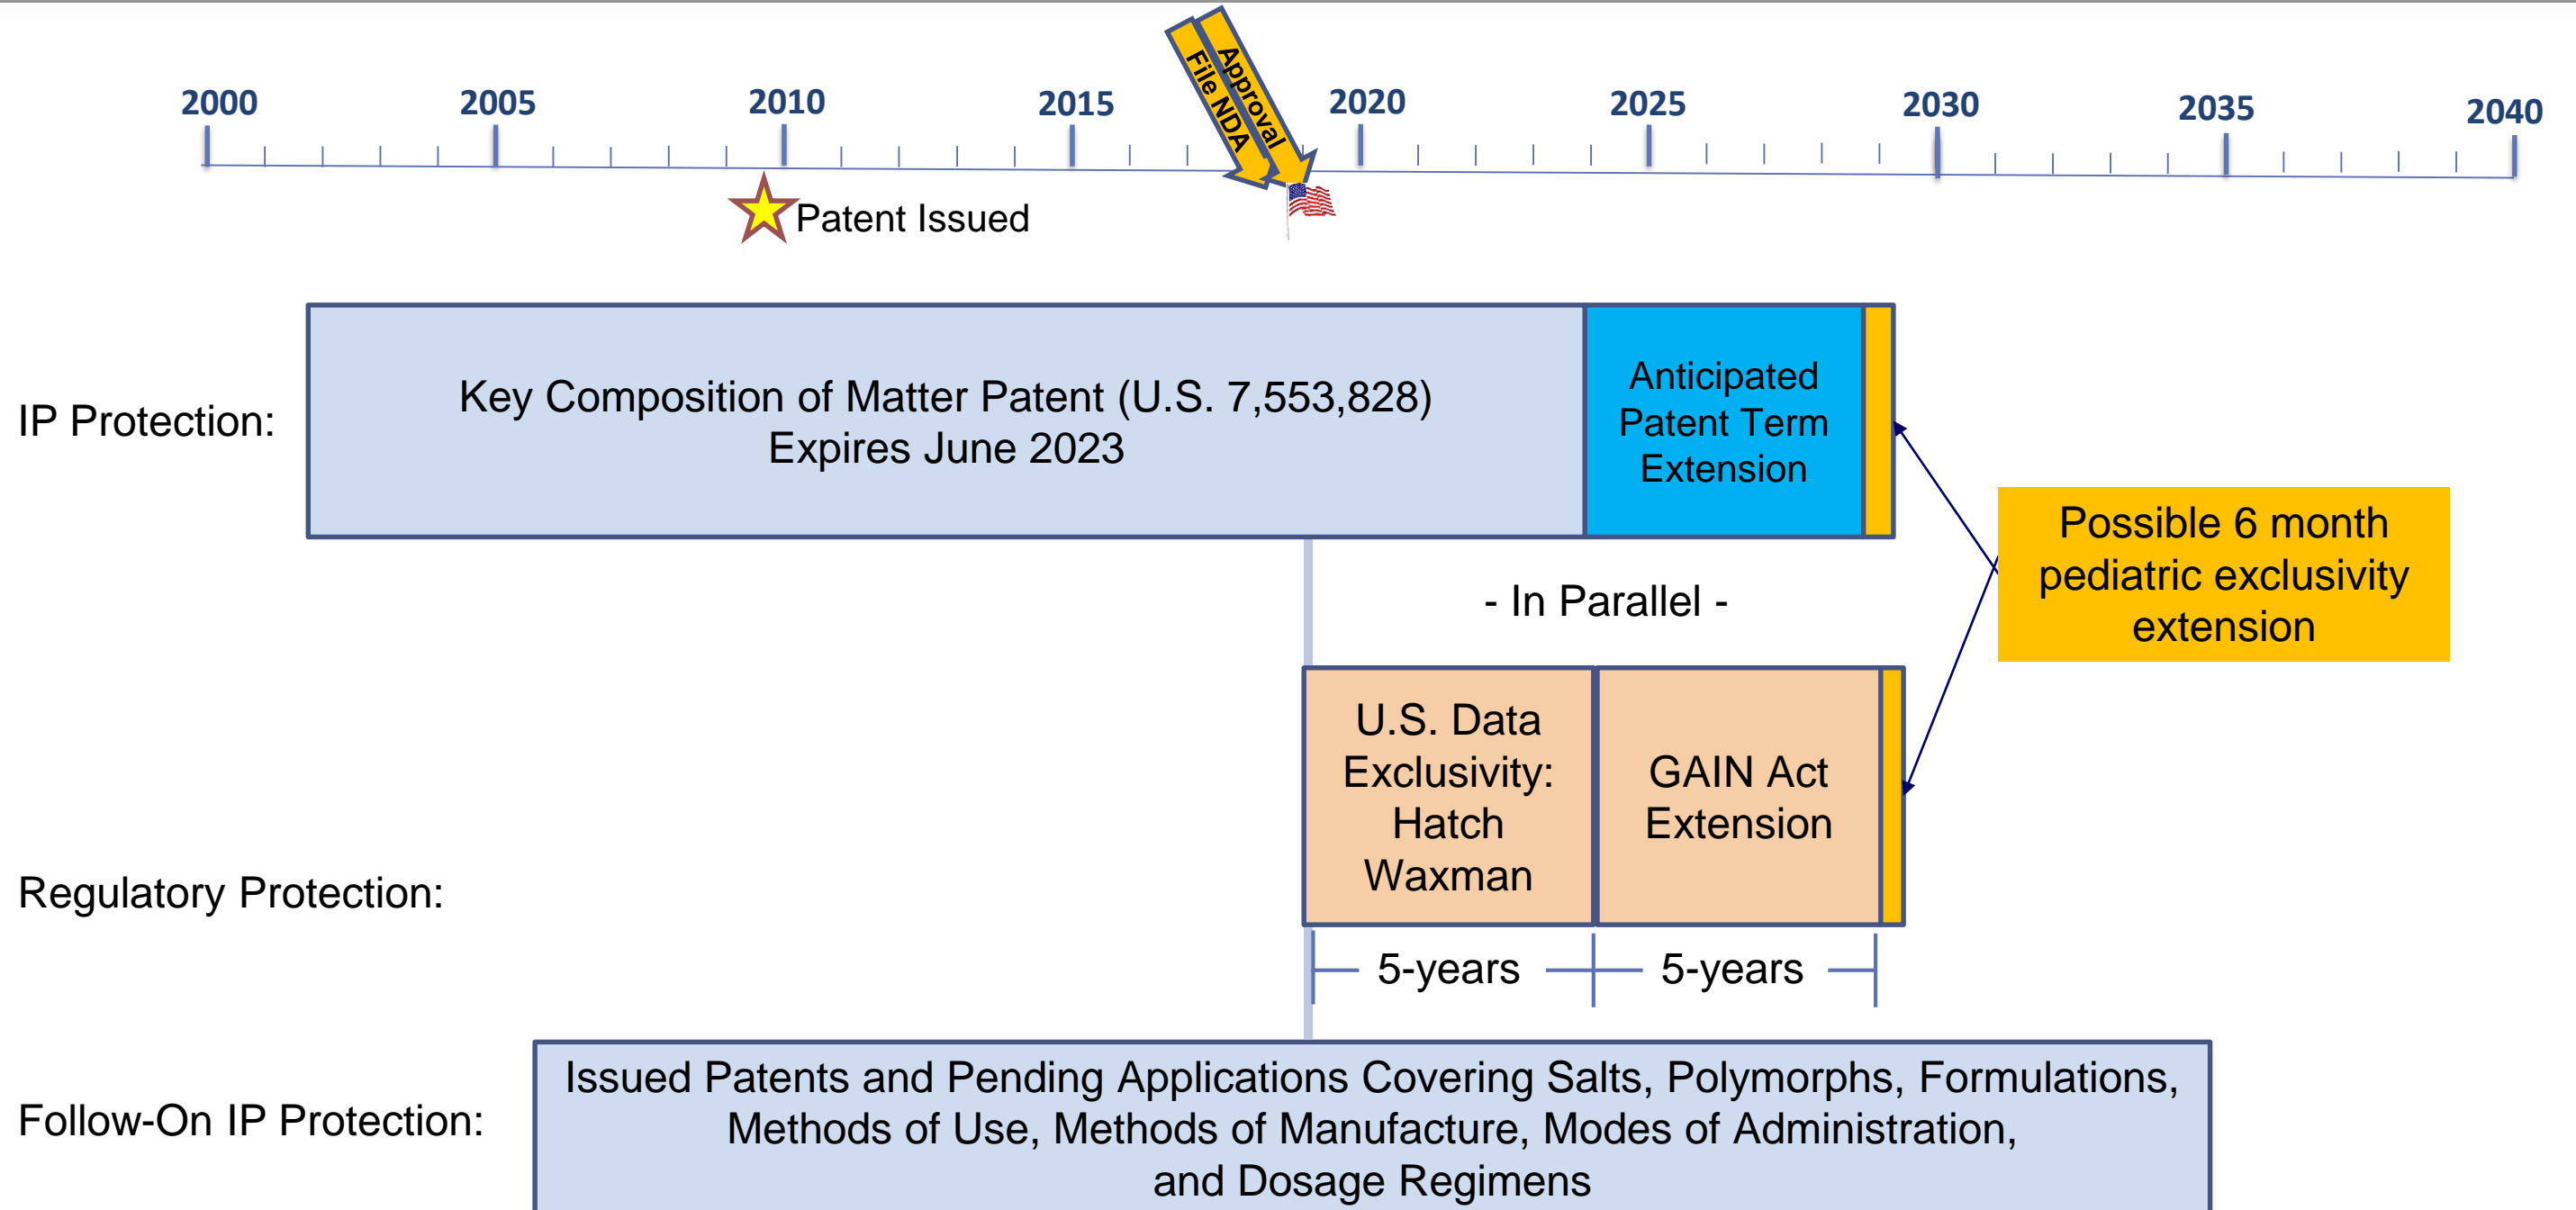 2000
2005
2010
2015
File NDA
Approval
2020
2025
2030
2035
2040
Patent Issued
IP Protection:
Key Composition of Matter Patent (U.S. 7,553,828)
Expires June 2023
Anticipated
Patent Term
Extension
Possible 6 month
pediatric exclusivity
extension
- In Parallel -
Regulatory Protection:
U.S. Data
Exclusivity:
Hatch
Waxman
GAIN Act
Extension
5-years
5-years
Follow-On IP Protection:
Issued Patents and Pending Applications Covering Salts, Polymorphs, Formulations,
Methods of Use, Methods of Manufacture, Modes of Administration,
and Dosage Regimens